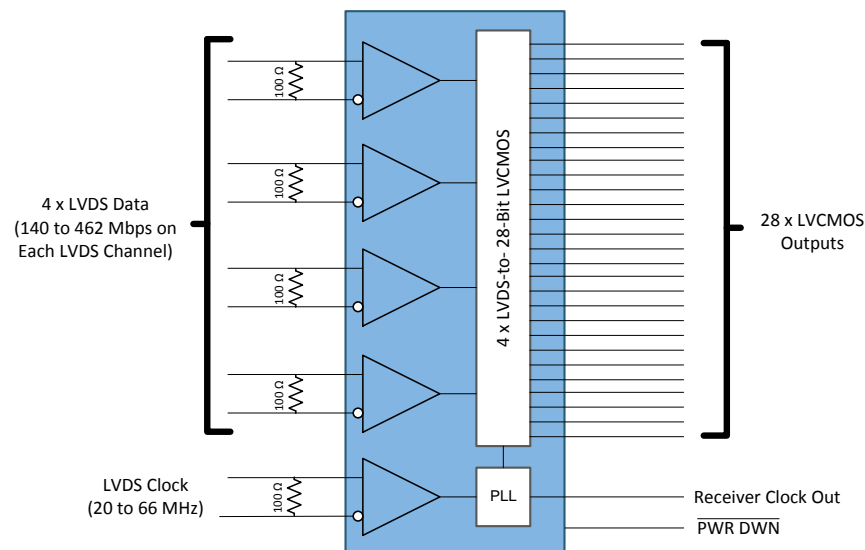 100 Ω
100 Ω
100 Ω
100 Ω
100 Ω
4 x LVDS Data
(140 to 462 Mbps on
Each LVDS Channel)
LVDS Clock
(20 to 66 MHz)
4 x LVDS-to- 28-Bit LVCMOS
PLL
28 x LVCMOS
Outputs
Receiver Clock Out
PWR DWN